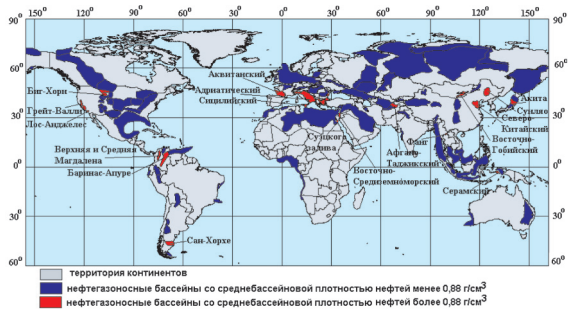 150° 120° 90° 60° 30° 0° 30° 60° 90° 120° 150°
90° 90°
60° 60°
30° 30°
0° 0°
30° 30°
60° 60°
Биг-Хорн
Грейт-Валли
Лос-Анджелес
Верхняя и Средняя
Магдалена
Баринас-Апуре
Сан-Хорхе
Аквитанский
Адриатический
Сицилийский
Суэцкого
залива
Восточно-
Средиземноморский
Афгано-
Таджикский
Фанг
Серамский
Акита
Сунляо
Северо-
Китайский
Восточно-
Гобийский
территория континентов
нефтегазоносные бассейны со среднебассейновой плотностью нефтей менее 0,88 г/см³
нефтегазоносные бассейны со среднебассейновой плотностью нефтей более 0,88 г/см³